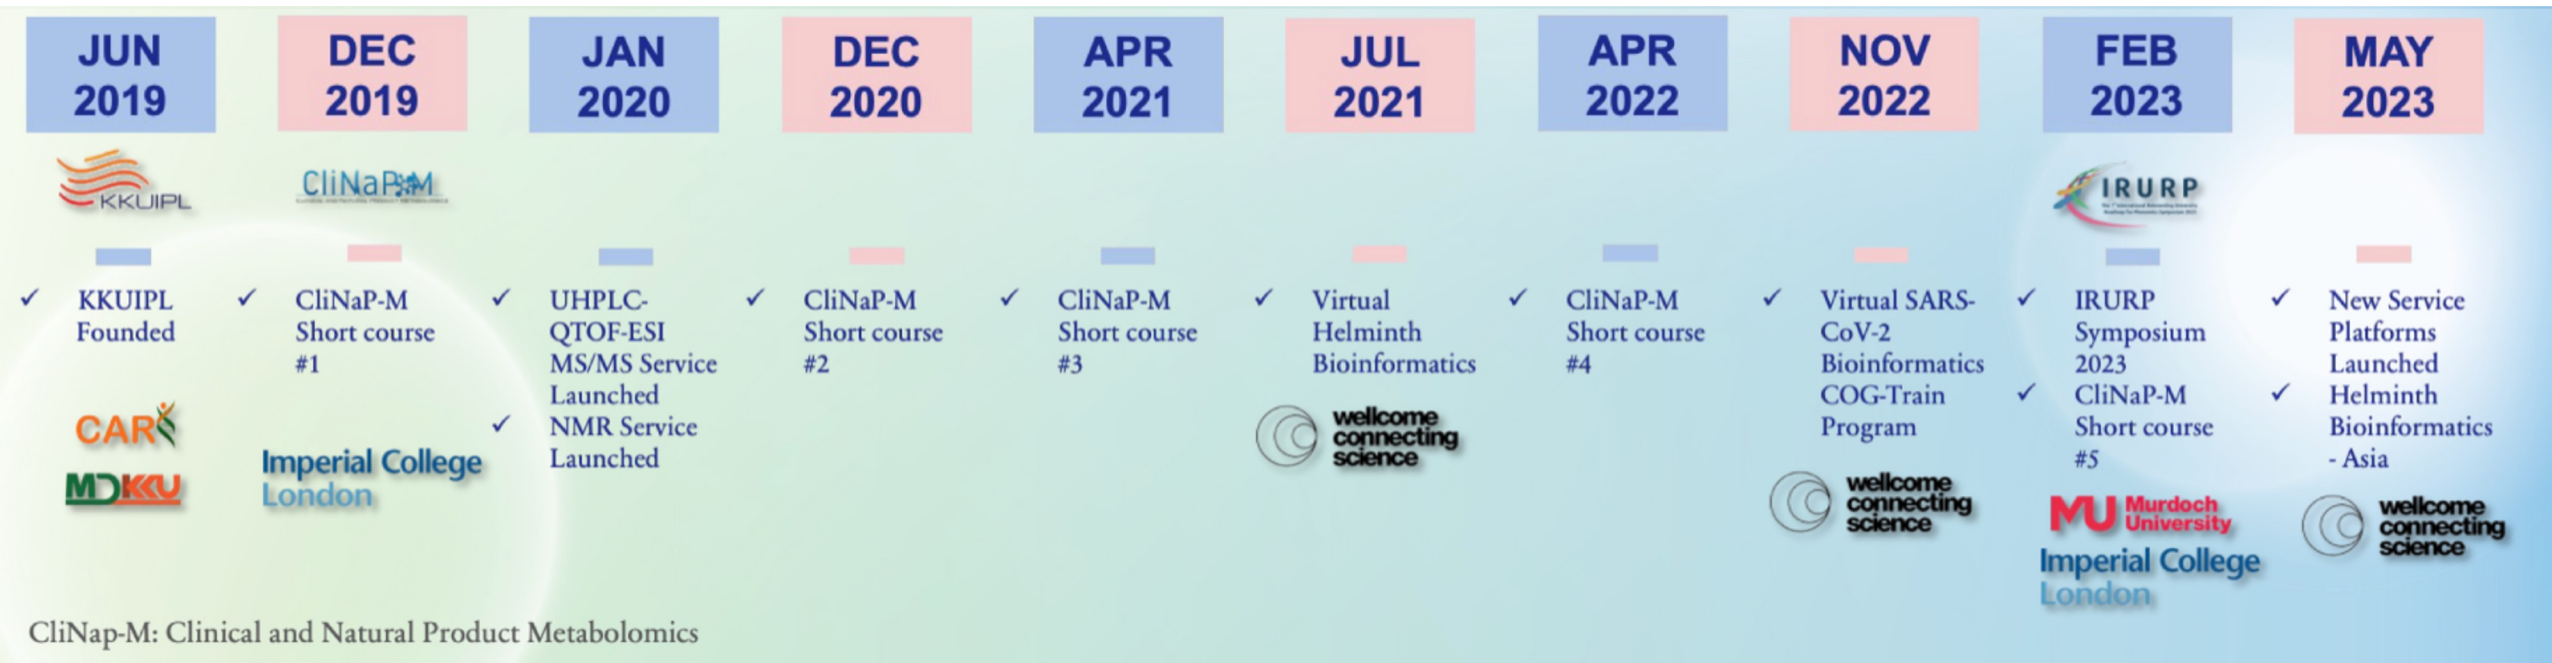 JUN
2019
DEC
2019
JAN
2020
DEC
2020
APR
2021
JUL
2021
APR
2022
NOV
2022
FEB
2023
MAY
2023
KKUIPL
CliNaP-M
IRURP
✓ KKUIPL
Founded
CARI
MDKKU
✓ CliNaP-M
Short course
#1
Imperial College
London
✓ UHPLC-
QTOF-ESI
MS/MS Service
Launched
✓ NMR Service
Launched
✓ CliNaP-M
Short course
#2
✓ CliNaP-M
Short course
#3
✓ Virtual
Helminth
Bioinformatics
wellcome
connecting
science
✓ CliNaP-M
Short course
#4
✓ Virtual SARS-
CoV-2
Bioinformatics
COG-Train
Program
wellcome
connecting
science
✓ IRURP
Symposium
2023
✓ CliNaP-M
Short course
#5
MU Murdoch
University
Imperial College
London
✓ New Service
Platforms
Launched
✓ Helminth
Bioinformatics
- Asia
wellcome
connecting
science
CliNap-M: Clinical and Natural Product Metabolomics